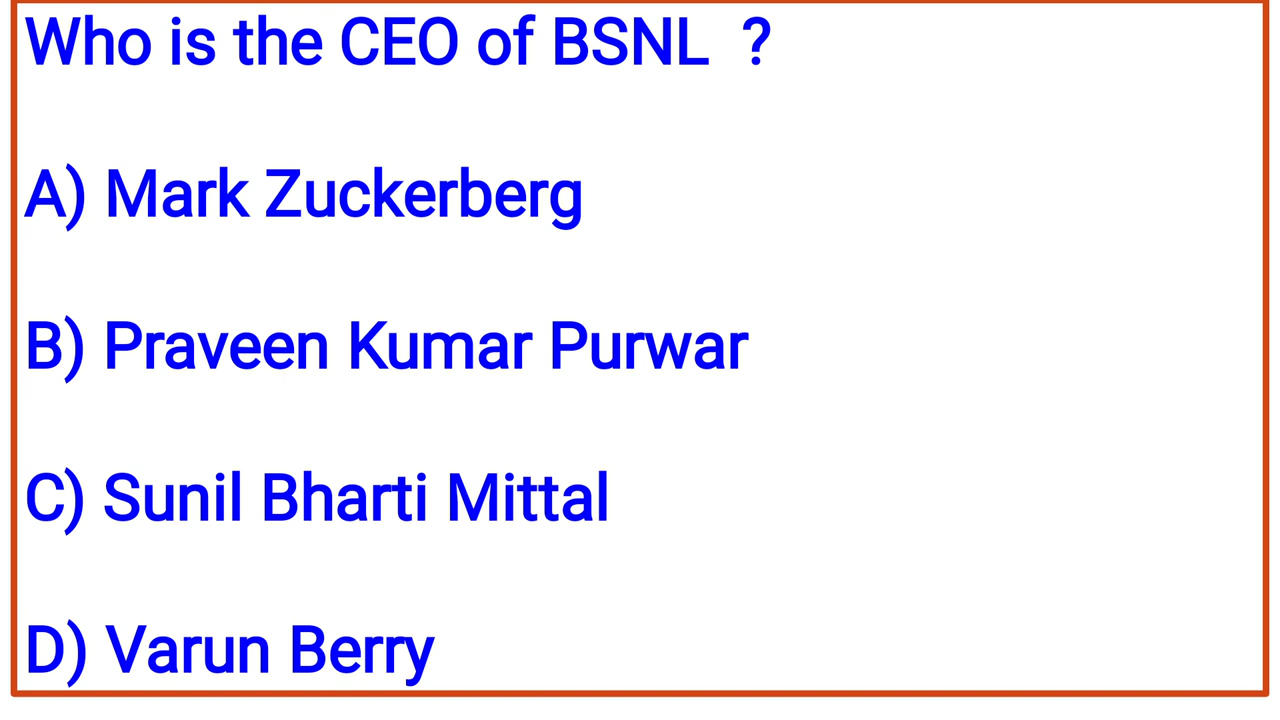 Who is the CEO of BSNL  ?
A) Mark Zuckerberg
B) Praveen Kumar Purwar
C) Sunil Bharti Mittal
D) Varun Berry